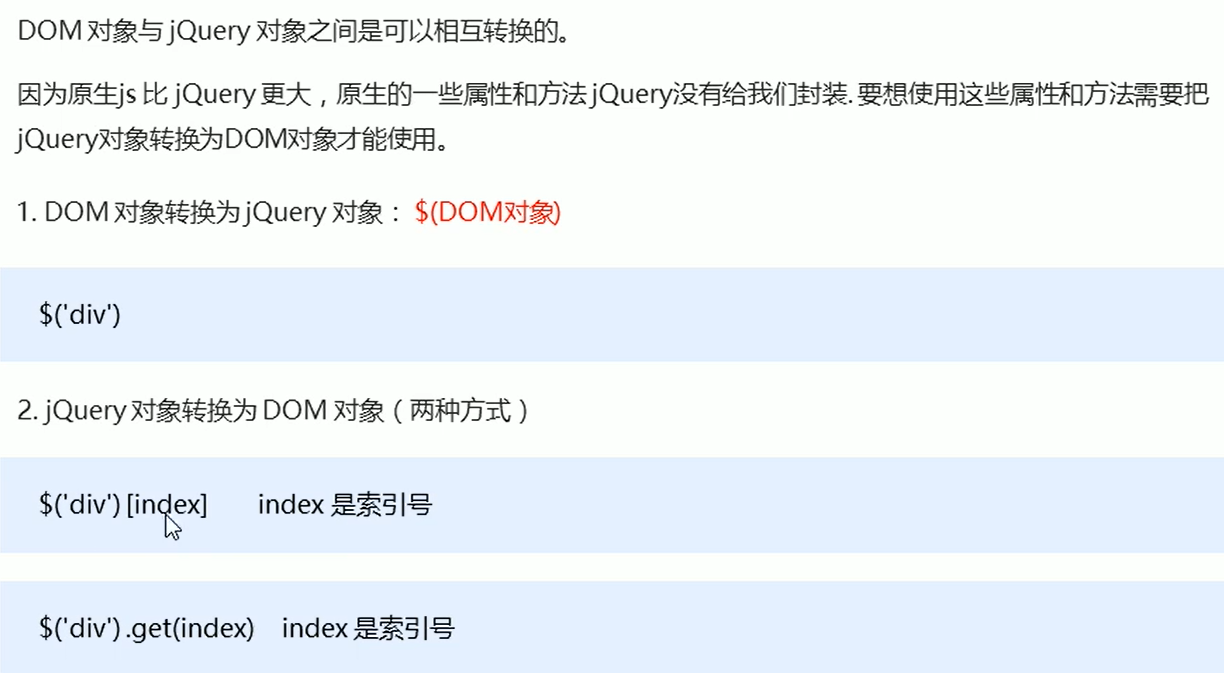 DOM 对象与 jQuery 对象之间是可以相互转换的。
因为原生js 比 jQuery 更大，原生的一些属性和方法 jQuery没有给我们封装. 要想使用这些属性和方法需要把
jQuery对象转换为DOM对象才能使用。
1. DOM 对象转换为 jQuery 对象： $(DOM对象)
$('div')
2. jQuery 对象转换为 DOM 对象（两种方式）
$('div') [index] index 是索引号
$('div') .get(index) index 是索引号